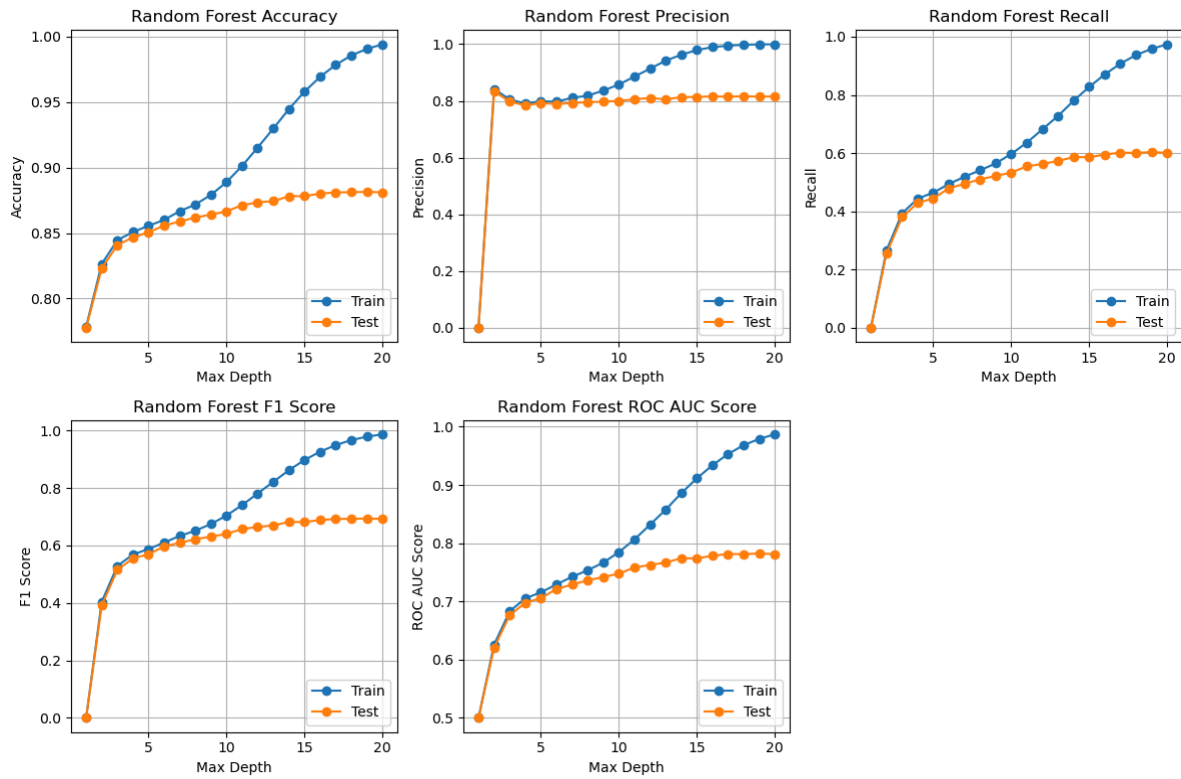 Random Forest Accuracy
1.00
0.95
0.90
0.85
0.80
Accuracy
5
10
15
20
Max Depth
Train
Test
Random Forest Precision
1.0
0.8
0.6
0.4
0.2
0.0
Precision
5
10
15
20
Max Depth
Train
Test
Random Forest Recall
1.0
0.8
0.6
0.4
0.2
0.0
Recall
5
10
15
20
Max Depth
Train
Test
Random Forest F1 Score
1.0
0.8
0.6
0.4
0.2
0.0
F1 Score
5
10
15
20
Max Depth
Train
Test
Random Forest ROC AUC Score
1.0
0.9
0.8
0.7
0.6
0.5
ROC AUC Score
5
10
15
20
Max Depth
Train
Test